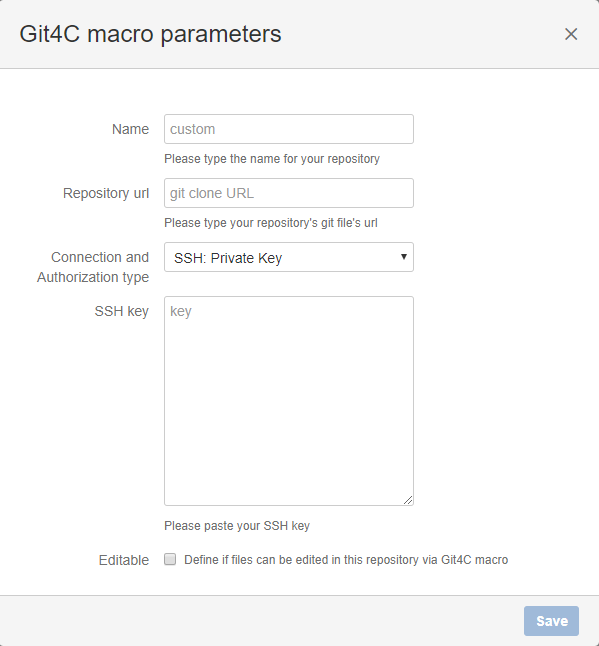 Git4C macro parameters
Name
custom
Please type the name for your repository
Repository url
git clone URL
Please type your repository's git file's url
Connection and
Authorization type
SSH: Private Key
SSH key
key
Please paste your SSH key
Editable
Define if files can be edited in this repository via Git4C macro
Save